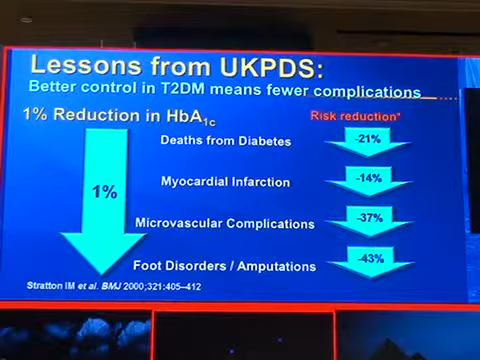 Lessons from UKPDS:
Better control in T2DM means fewer complications
1% Reduction in HbA1c
Risk reduction*
Deaths from Diabetes
-21%
1%
Myocardial Infarction
-14%
Microvascular Complications
-37%
Foot Disorders / Amputations
-43%
Stratton IM et al. BMJ 2000;321:405–412